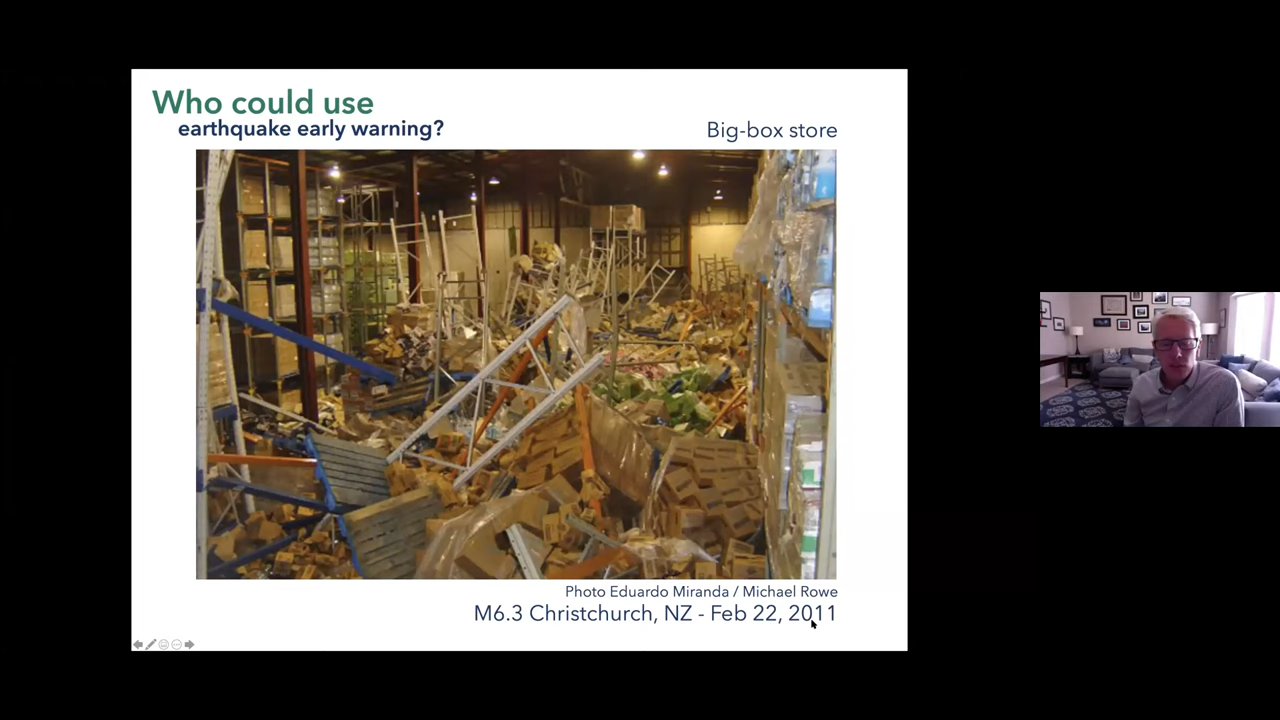 Who could use
earthquake early warning?
Big-box store
Photo Eduardo Miranda / Michael Rowe
M6.3 Christchurch, NZ - Feb 22, 2011